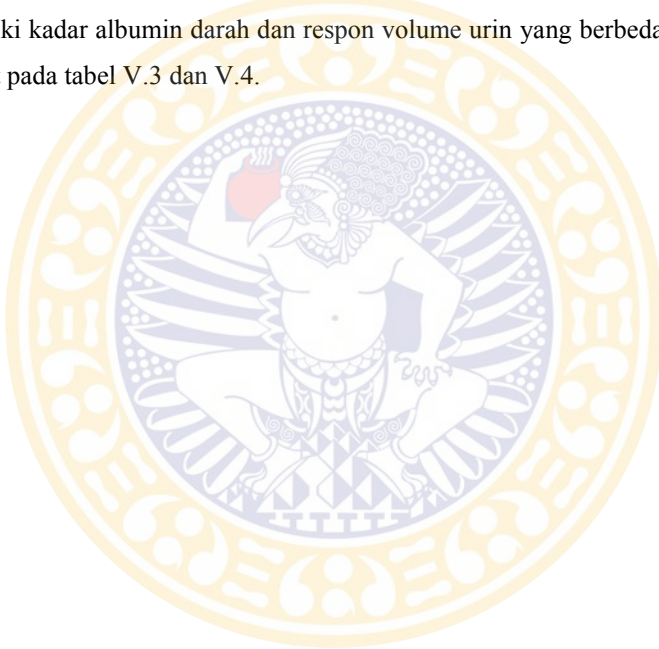 ki kadar albumin darah dan respon volume urin yang berbeda
pada tabel V.3 dan V.4.